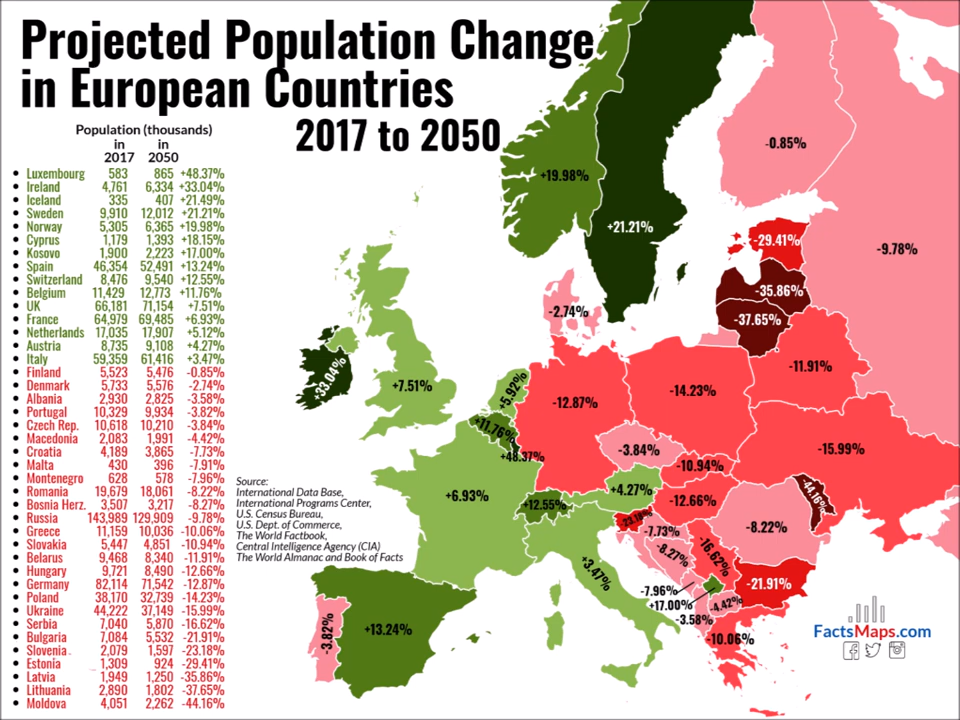 Projected Population Change
in European Countries
2017 to 2050
Population (thousands)
in in
2017 2050
• Luxembourg 583 865 +48.37%
• Ireland 4,761 6,334 +33.04%
• Iceland 335 407 +21.49%
• Sweden 9,910 12,012 +21.21%
• Norway 5,305 6,365 +19.98%
• Cyprus 1,179 1,393 +18.15%
• Kosovo 1,900 2,223 +17.00%
• Spain 46,354 52,491 +13.24%
• Switzerland 8,476 9,540 +12.55%
• Belgium 11,429 12,773 +11.76%
• UK 66,181 71,154 +7.51%
• France 64,979 69,485 +6.93%
• Netherlands 17,035 17,907 +5.12%
• Austria 8,735 9,108 +4.27%
• Italy 59,359 61,416 +3.47%
• Finland 5,523 5,476 -0.85%
• Denmark 5,733 5,576 -2.74%
• Albania 2,930 2,825 -3.58%
• Portugal 10,329 9,934 -3.82%
• Czech Rep. 10,618 10,210 -3.84%
• Macedonia 2,083 1,991 -4.42%
• Croatia 4,189 3,865 -7.73%
• Malta 430 396 -7.91%
• Montenegro 628 578 -7.96%
• Romania 19,679 18,061 -8.22%
• Bosnia Herz. 3,507 3,217 -8.27%
• Russia 143,989 129,909 -9.78%
• Greece 11,159 10,036 -10.06%
• Slovakia 5,447 4,851 -10.94%
• Belarus 9,468 8,340 -11.91%
• Hungary 9,721 8,490 -12.66%
• Germany 82,114 71,542 -12.87%
• Poland 38,170 32,739 -14.23%
• Ukraine 44,222 37,149 -15.99%
• Serbia 7,040 5,870 -16.62%
• Bulgaria 7,084 5,532 -21.91%
• Slovenia 2,079 1,597 -23.18%
• Estonia 1,309 924 -29.41%
• Latvia 1,949 1,250 -35.86%
• Lithuania 2,890 1,802 -37.65%
• Moldova 4,051 2,262 -44.16%
Source:
International Data Base,
International Programs Center,
U.S. Census Bureau,
U.S. Dept. of Commerce,
The World Factbook,
Central Intelligence Agency (CIA)
The World Almanac and Book of Facts
-0.85%
+19.98%
+21.21%
-29.41%
-9.78%
-35.86%
-2.74%
-37.65%
-11.91%
+33.04%
+7.51%
+5.92%
-12.87%
-14.23%
+11.76%
-3.84%
-15.99%
+48.37%
-10.94%
+6.93%
+4.27%
-12.66%
-44.16%
+12.55%
-23.18%
-7.73%
-8.22%
-8.27%
-16.62%
+3.47%
-21.91%
-7.96%
+17.00%
-4.42%
-3.58%
-3.82%
+13.24%
-10.06%
FactsMaps.com